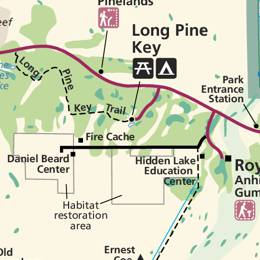 Pinelands
Long Pine
Key
Long
Pine
Key
Trail
Park
Entrance
Station
Fire Cache
Daniel Beard
Center
Hidden Lake
Education
Center
Roy
Anhi
Gum
Habitat
restoration
area
Old
Ernest
Coe